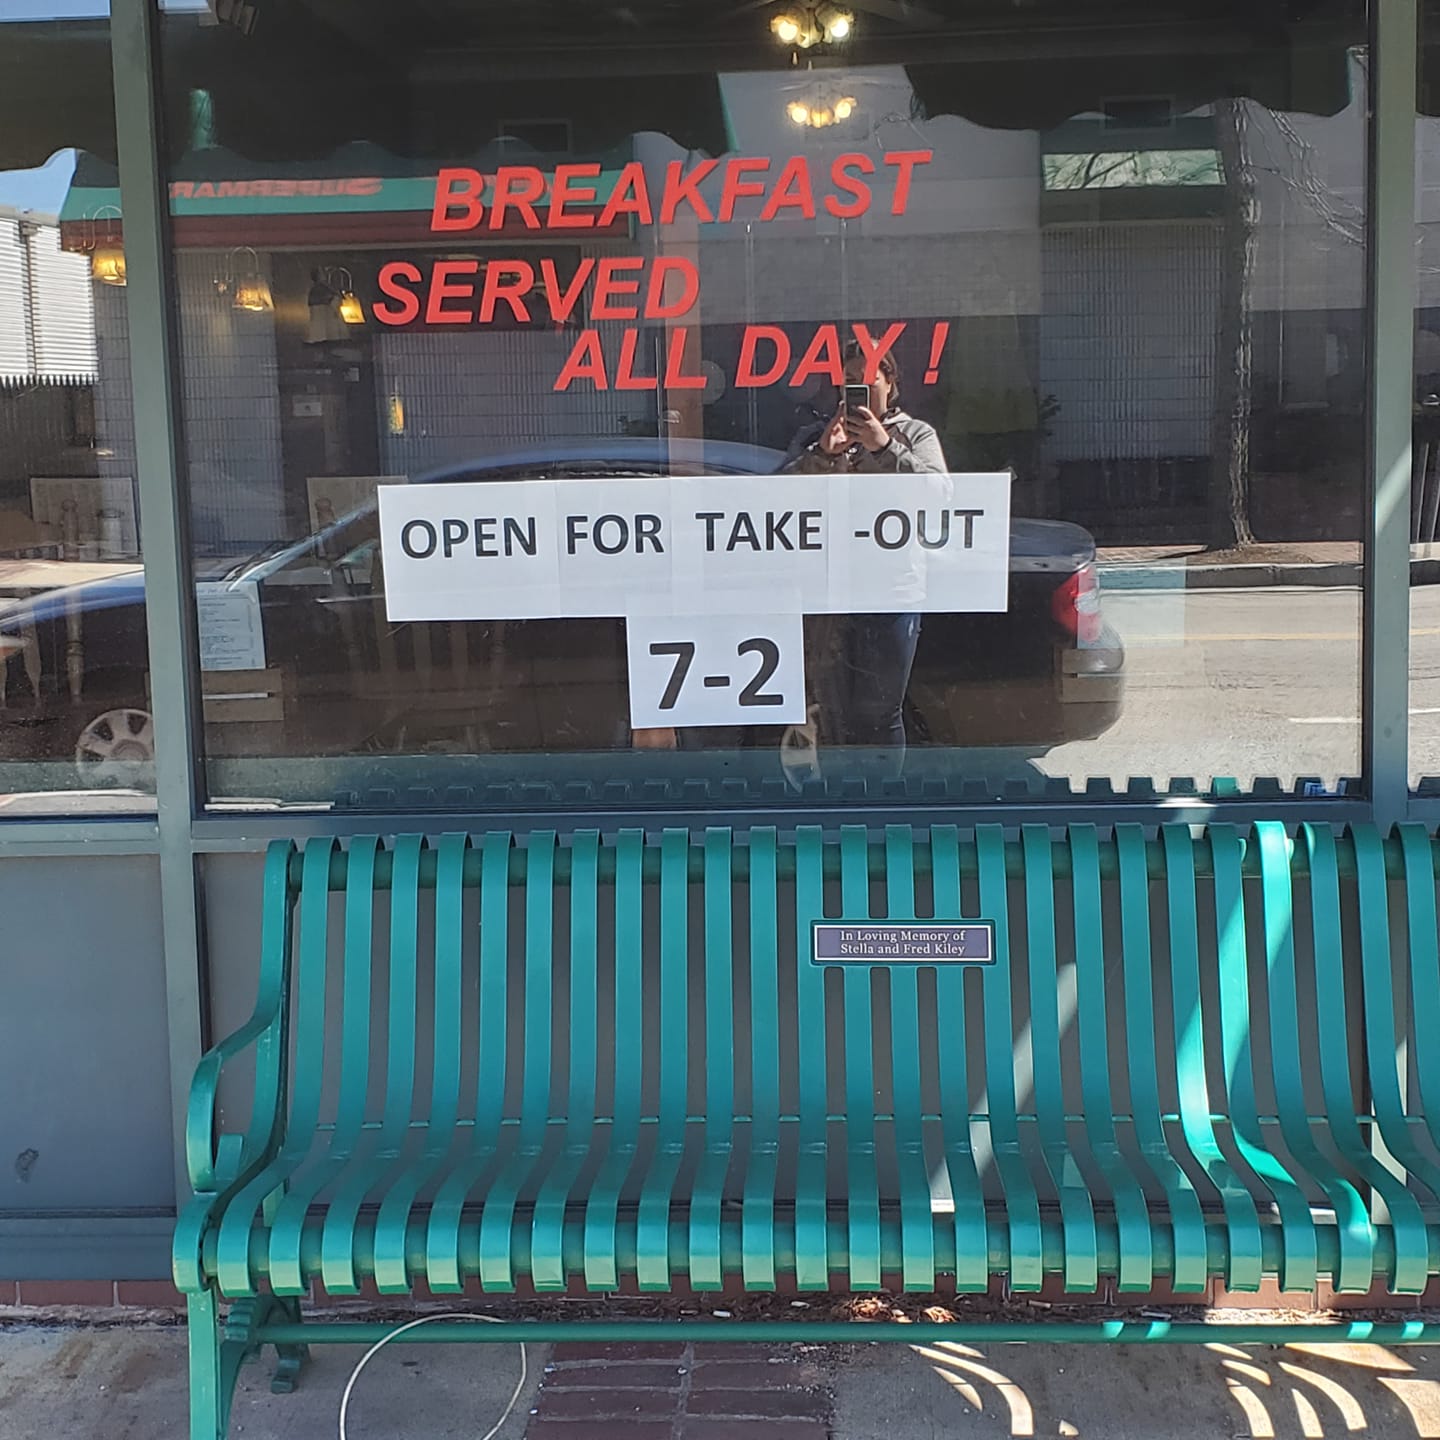 BREAKFAST
SERVED
ALL DAY !
OPEN FOR TAKE -OUT
7-2
In Loving Memory of
Stella and Fred Kiley